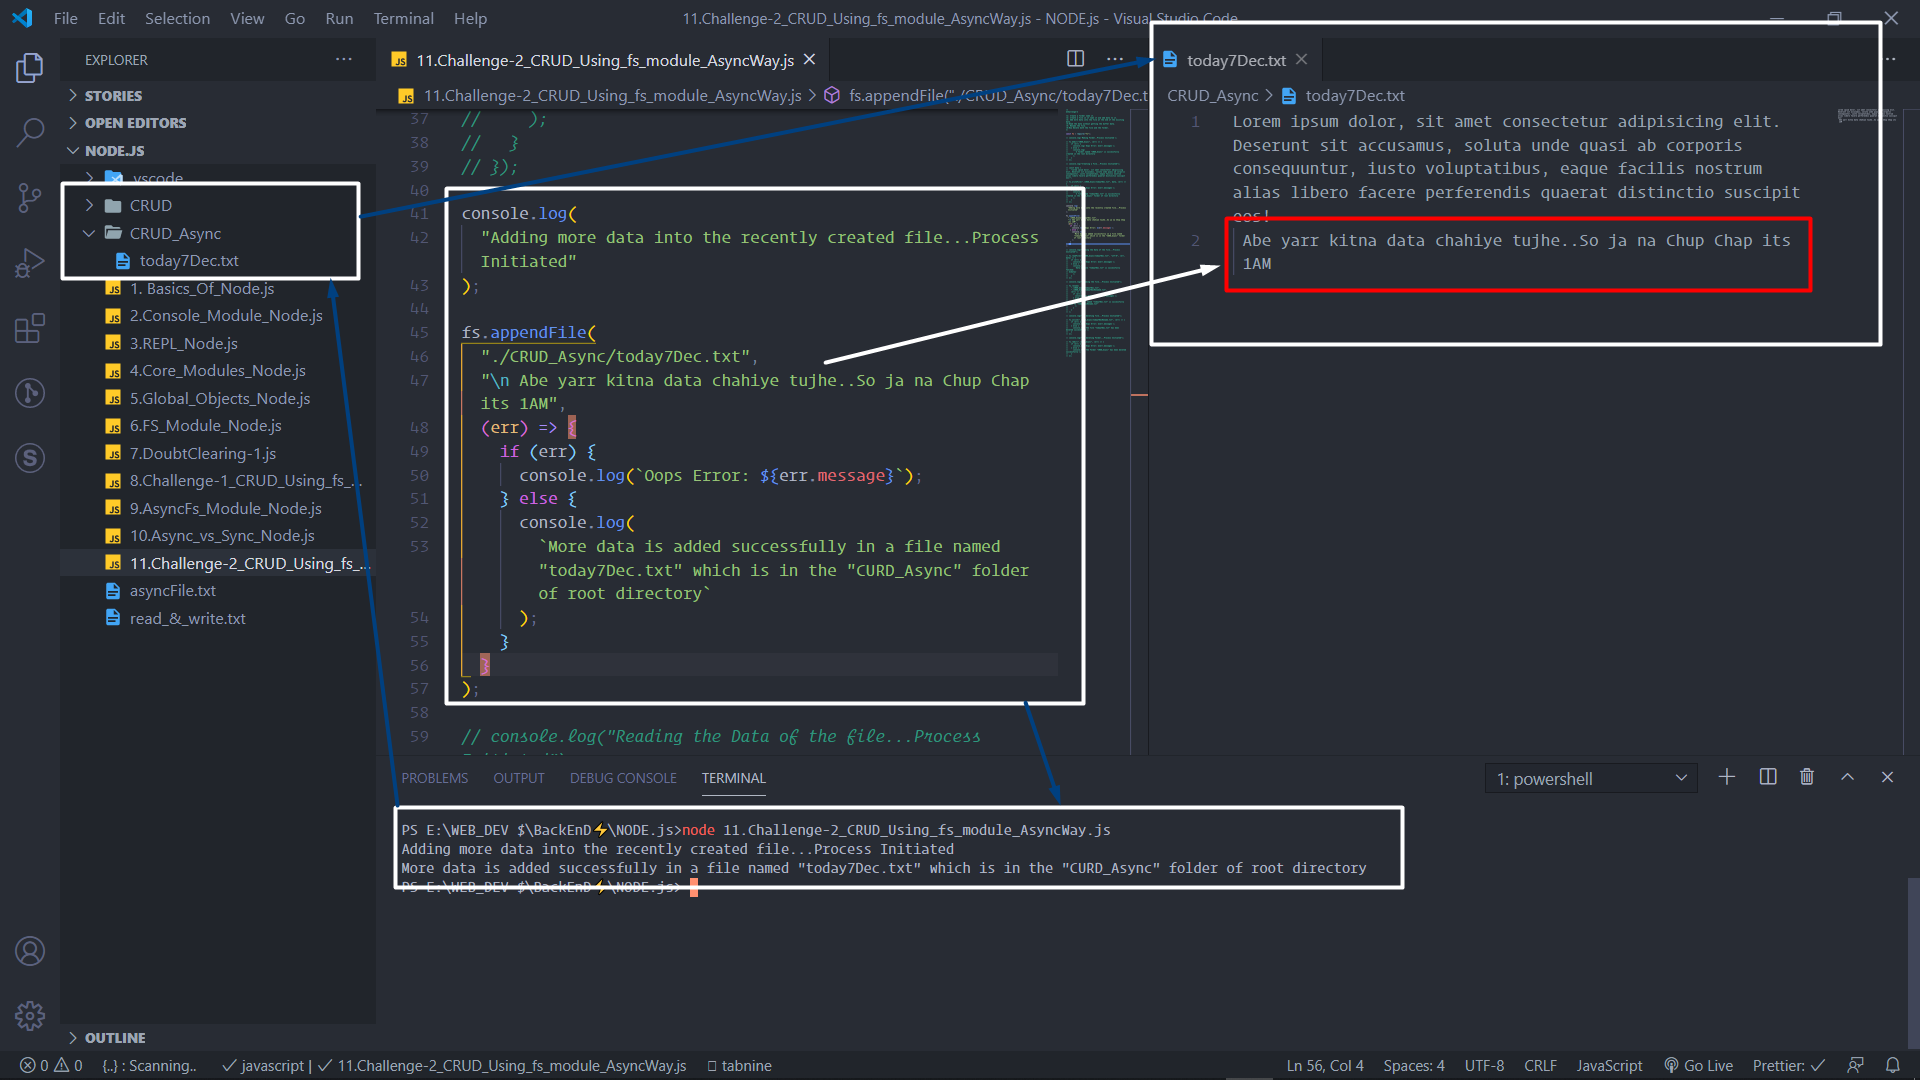 File Edit Selection View Go Run Terminal Help
11.Challenge-2_CRUD_Using_fs_module_AsyncWay.js - NODE.js - Visual Studio Code
EXPLORER
STORIES
OPEN EDITORS
NODE.JS
.vscode
CRUD
CRUD_Async
today7Dec.txt
1. Basics_Of_Node.js
2.Console_Module_Node.js
3.REPL_Node.js
4.Core_Modules_Node.js
5.Global_Objects_Node.js
6.FS_Module_Node.js
7.DoubtClearing-1.js
8.Challenge-1_CRUD_Using_fs_...
9.AsyncFs_Module_Node.js
10.Async_vs_Sync_Node.js
11.Challenge-2_CRUD_Using_fs_...
asyncFile.txt
read_&_write.txt
OUTLINE
11.Challenge-2_CRUD_Using_fs_module_AsyncWay.js
11.Challenge-2_CRUD_Using_fs_module_AsyncWay.js > fs.appendFile("./CRUD_Async/today7Dec.t
37 // );
38 // }
39 // });
40
41 console.log(
42 "Adding more data into the recently created file...Process
Initiated"
43 );
44
45 fs.appendFile(
46 "./CRUD_Async/today7Dec.txt",
47 "\n Abe yarr kitna data chahiye tujhe..So ja na Chup Chap
its 1AM",
48 (err) => {
49 if (err) {
50 console.log(`Oops Error: ${err.message}`);
51 } else {
52 console.log(
53 `More data is added successfully in a file named
"today7Dec.txt" which is in the "CURD_Async" folder
of root directory`
54 );
55 }
56 }
57 );
58
59 // console.log("Reading the Data of the file...Process
today7Dec.txt
CRUD_Async > today7Dec.txt
1 Lorem ipsum dolor, sit amet consectetur adipisicing elit.
Deserunt sit accusamus, soluta unde quasi ab corporis
consequuntur, iusto voluptatibus, eaque facilis nostrum
alias libero facere perferendis quaerat distinctio suscipit
eos!
2 Abe yarr kitna data chahiye tujhe..So ja na Chup Chap its
1AM
PROBLEMS OUTPUT DEBUG CONSOLE TERMINAL
1: powershell
PS E:\WEB_DEV $\BackEnD⚡\NODE.js>node 11.Challenge-2_CRUD_Using_fs_module_AsyncWay.js
Adding more data into the recently created file...Process Initiated
More data is added successfully in a file named "today7Dec.txt" which is in the "CURD_Async" folder of root directory
PS E:\WEB_DEV $\BackEnD⚡\NODE.js>
0 0 {..} : Scanning.. ✓ javascript | ✓ 11.Challenge-2_CRUD_Using_fs_module_AsyncWay.js tabnine
Ln 56, Col 4 Spaces: 4 UTF-8 CRLF JavaScript Go Live Prettier: ✓